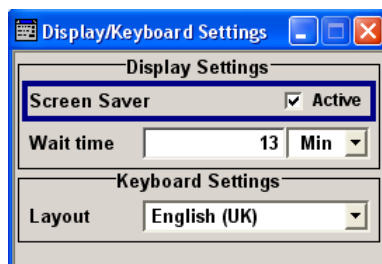 Display/Keyboard Settings
Display Settings
Screen Saver Active
Wait time 13 Min
Keyboard Settings
Layout English (UK)